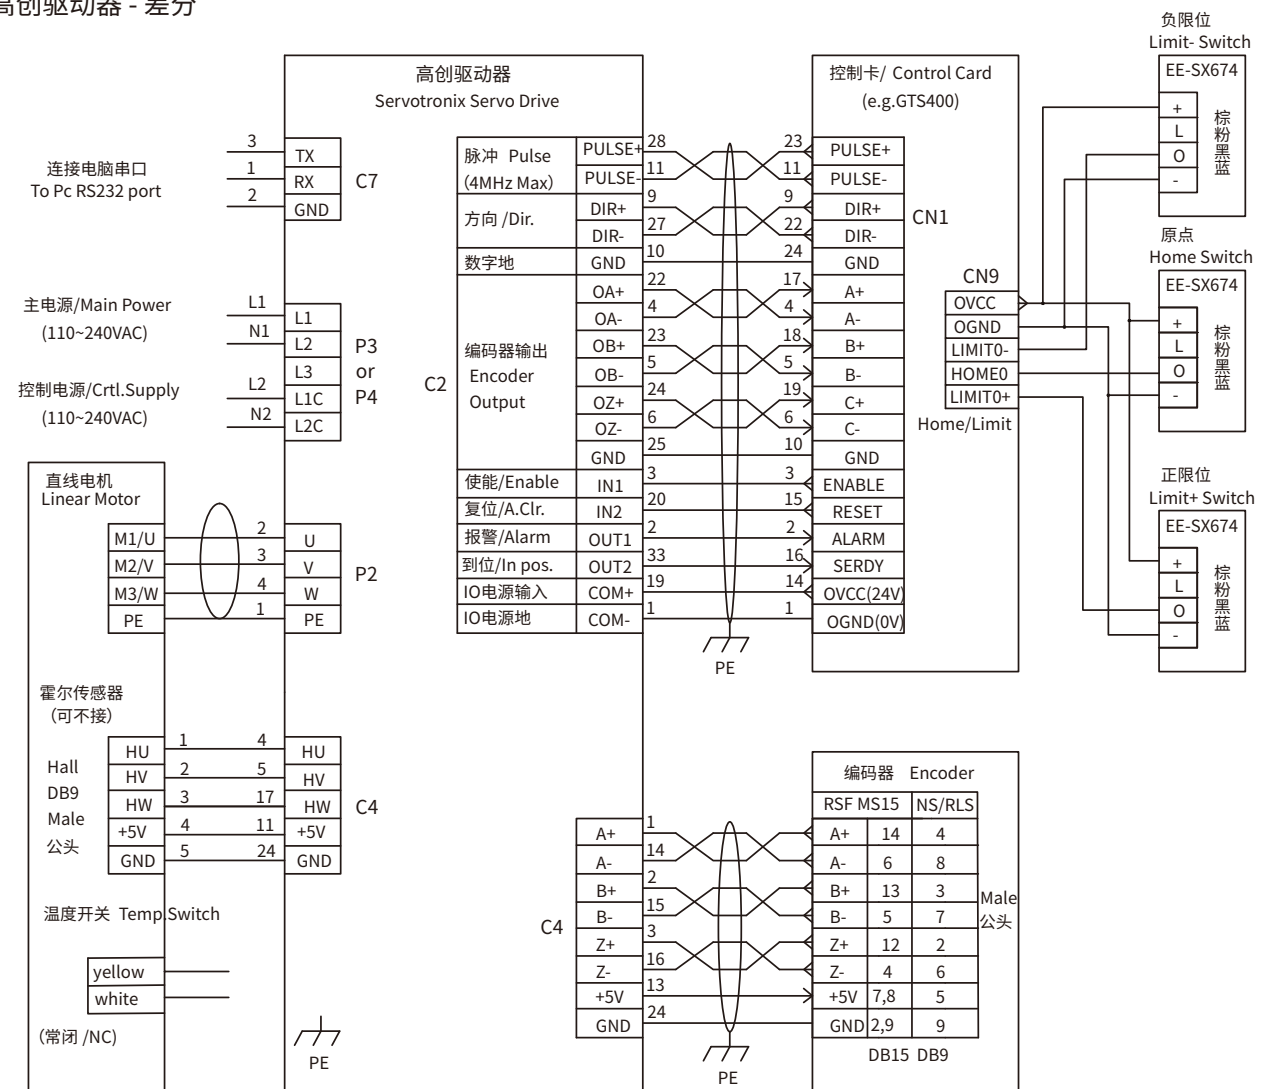 高创驱动器 - 差分
高创驱动器
Servotronix Servo Drive
连接电脑串口
To Pc RS232 port
3 TX
1 RX
2 GND
C7
主电源/Main Power
(110~240VAC)
控制电源/Crtl.Supply
(110~240VAC)
L1 L1
N1 L2
L3
L2 L1C
N2 L2C
P3
or
P4
直线电机
Linear Motor
M1/U 2 U
M2/V 3 V
M3/W 4 W
PE 1 PE
P2
霍尔传感器
(可不接)
Hall
DB9
Male
公头
HU 1 4 HU
HV 2 5 HV
HW 3 17 HW
+5V 4 11 +5V
GND 5 24 GND
C4
温度开关 Temp.Switch
yellow
white
(常闭 /NC)
PE
C2
脉冲 Pulse
(4MHz Max)
方向 /Dir.
数字地
编码器输出
Encoder
Output
使能/Enable
复位/A.Clr.
报警/Alarm
到位/In pos.
IO电源输入
IO电源地
PULSE+ 28 23 PULSE+
PULSE- 11 11 PULSE-
DIR+ 9 9 DIR+
DIR- 27 22 DIR-
GND 10 24 GND
OA+ 22 17 A+
OA- 4 4 A-
OB+ 23 18 B+
OB- 5 5 B-
OZ+ 24 19 C+
OZ- 6 6 C-
GND 25 10 GND
IN1 3 3 ENABLE
IN2 20 15 RESET
OUT1 2 2 ALARM
OUT2 33 16 SERDY
COM+ 19 14 OVCC(24V)
COM- 1 1 OGND(0V)
PE
控制卡/ Control Card
(e.g.GTS400)
CN1
CN9
OVCC
OGND
LIMIT0-
HOME0
LIMIT0+
Home/Limit
负限位
Limit- Switch
EE-SX674
+
L
O
-
棕
粉
黑
蓝
原点
Home Switch
EE-SX674
+
L
O
-
棕
粉
黑
蓝
正限位
Limit+ Switch
EE-SX674
+
L
O
-
棕
粉
黑
蓝
C4
编码器 Encoder
RSF MS15 NS/RLS
A+ 1 A+ 14 4
A- 14 A- 6 8
B+ 2 B+ 13 3
B- 15 B- 5 7
Z+ 3 Z+ 12 2
Z- 16 Z- 4 6
+5V 13 +5V 7,8 5
GND 24 GND 2,9 9
Male
公头
DB15 DB9
PE